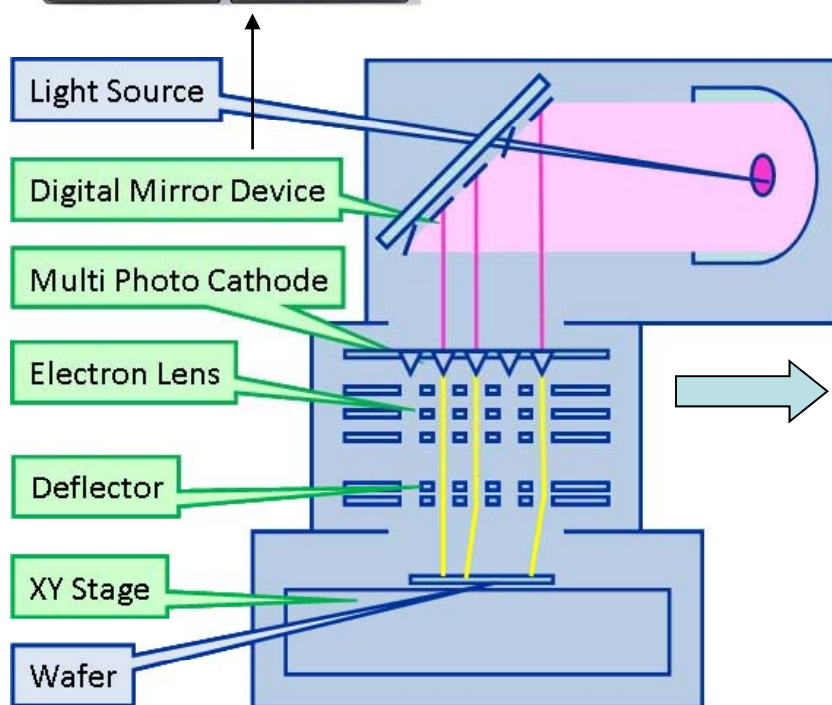 Light Source
Digital Mirror Device
Multi Photo Cathode
Electron Lens
Deflector
XY Stage
Wafer